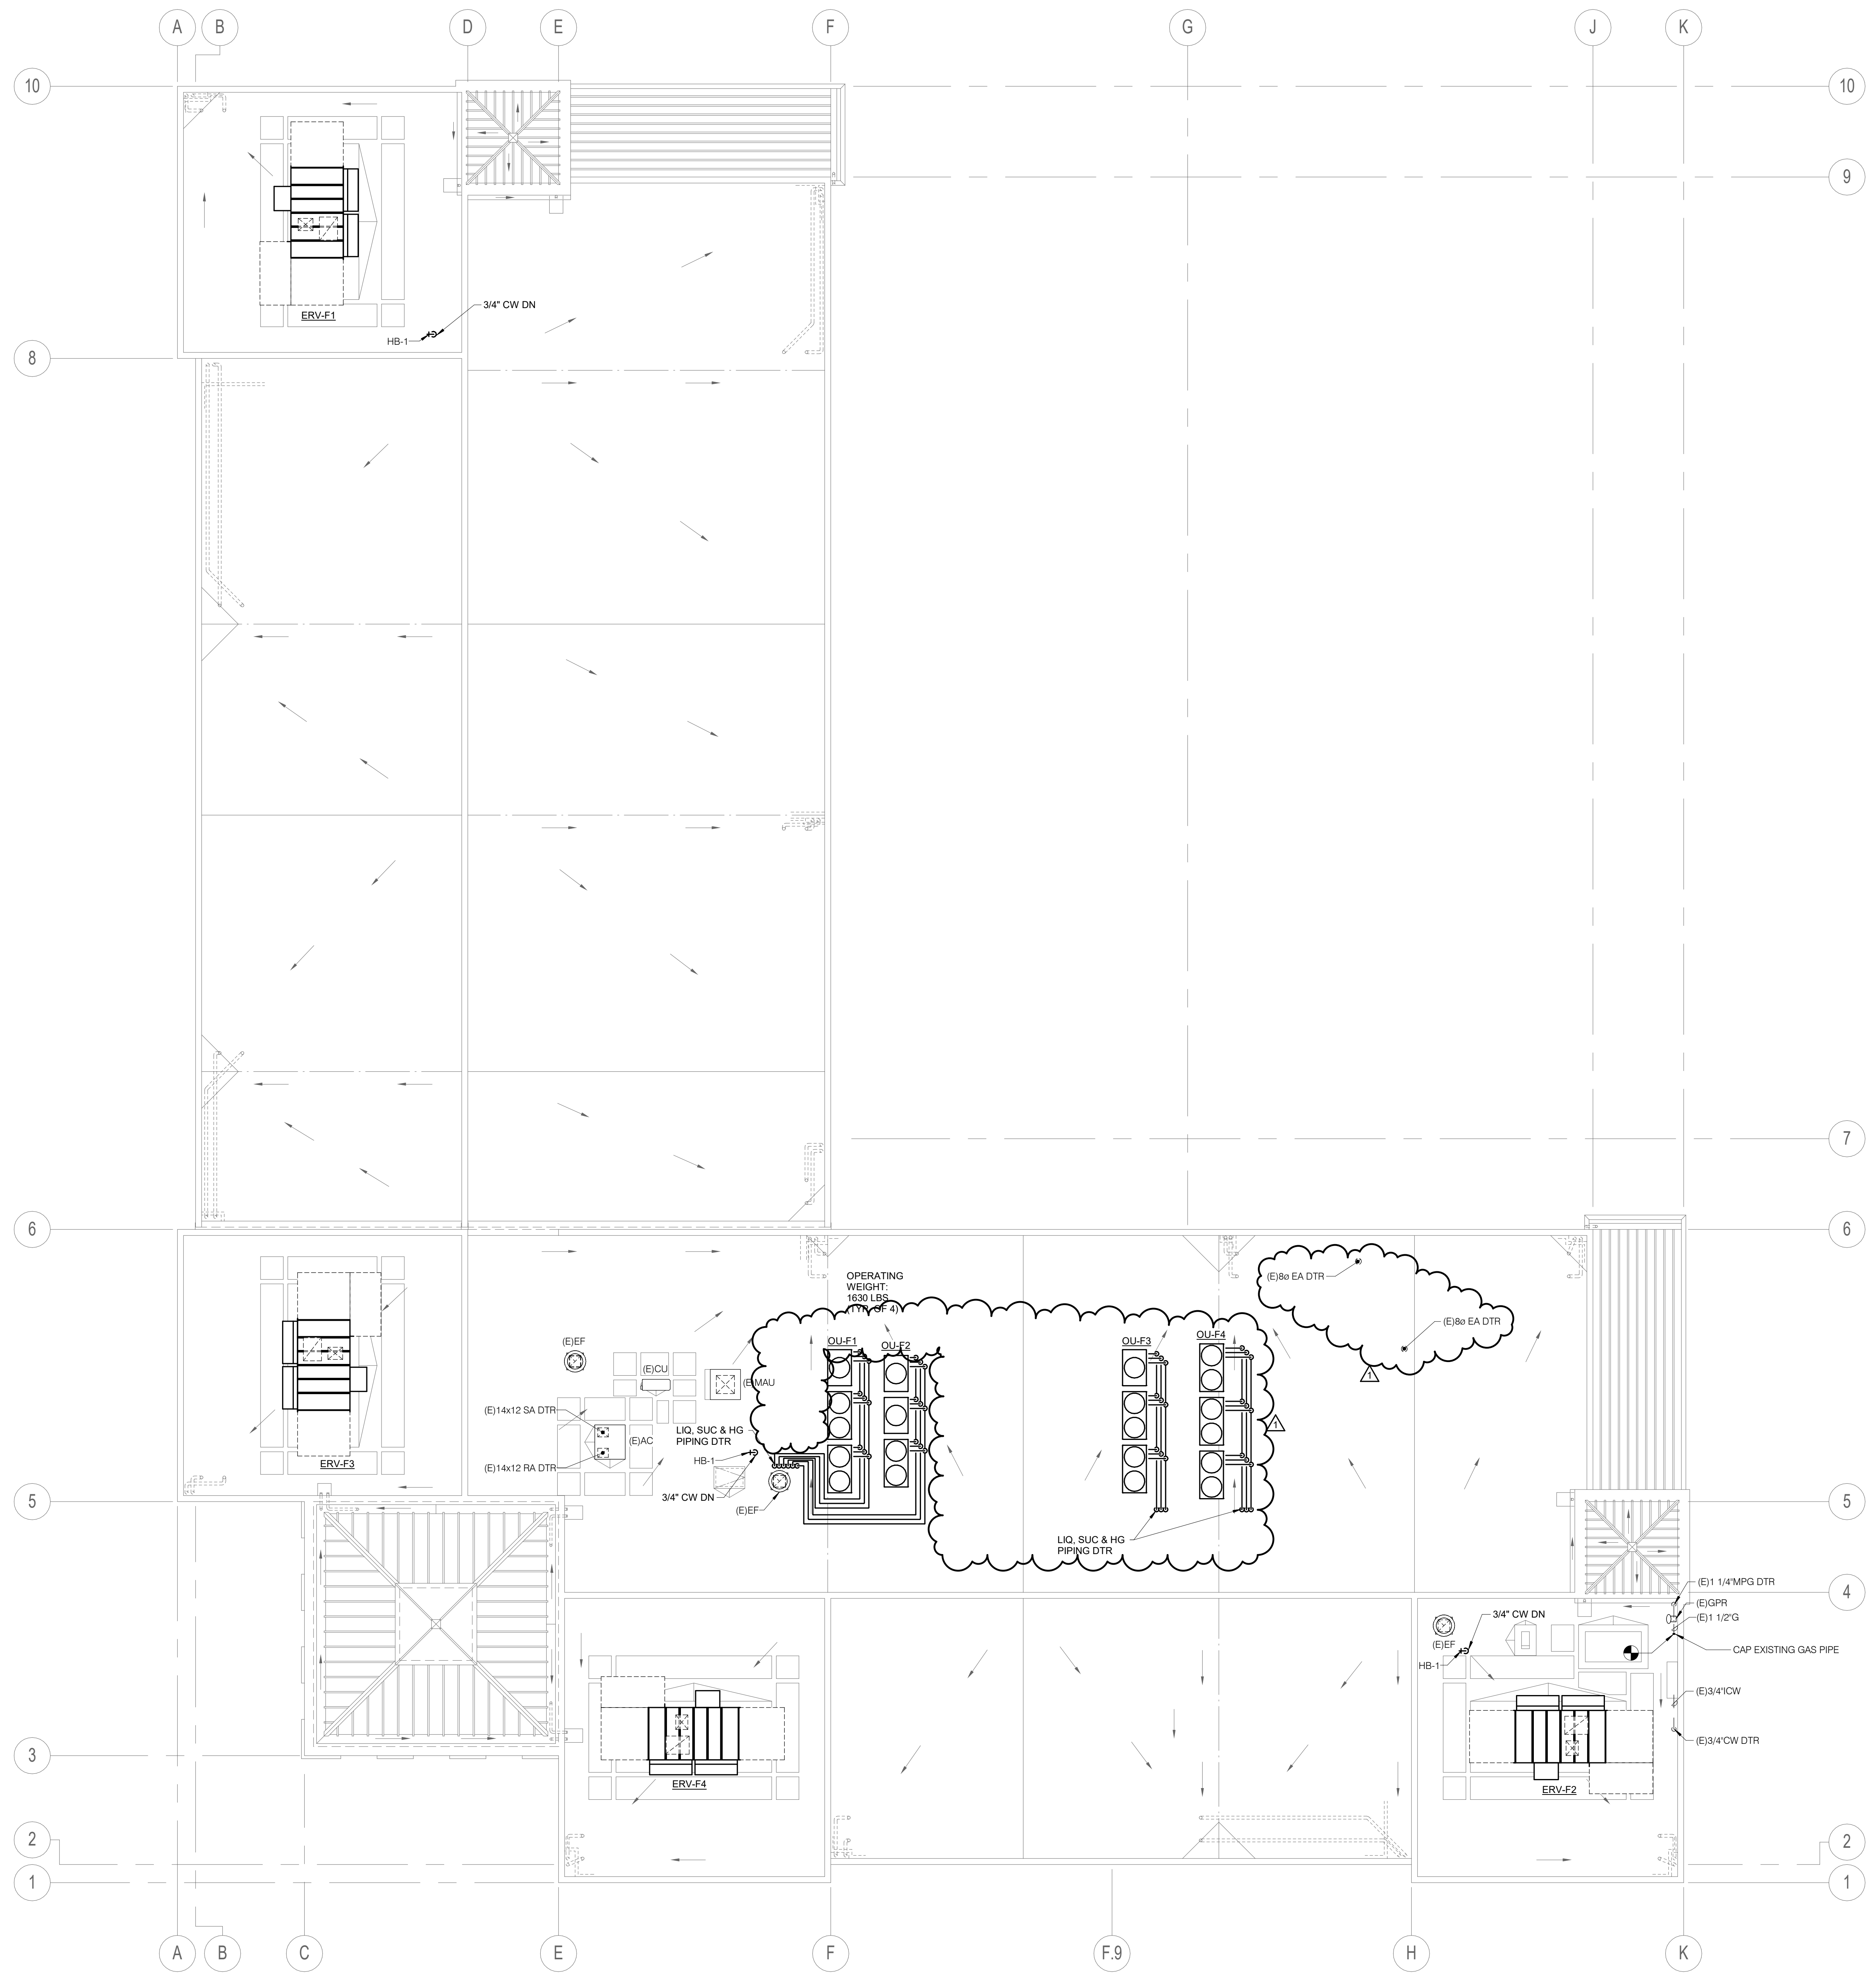 A
B
D
E
F
G
J
K
10
10
9
8
3/4" CW DN
HB-1
ERV-F1
7
6
6
OPERATING
WEIGHT:
1630 LBS
(TYP. OF 4)
(E)8ø EA DTR
(E)8ø EA DTR
1
OU-F1
OU-F2
OU-F3
OU-F4
1
(E)EF
(E)CU
(E)MAU
(E)14x12 SA DTR
(E)AC
(E)14x12 RA DTR
LIQ, SUC & HG
PIPING DTR
HB-1
3/4" CW DN
(E)EF
LIQ, SUC & HG
PIPING DTR
ERV-F3
5
5
4
(E)1 1/4"MPG DTR
(E)GPR
(E)1 1/2"G
CAP EXISTING GAS PIPE
(E)EF
3/4" CW DN
HB-1
(E)3/4"ICW
(E)3/4"CW DTR
3
ERV-F4
ERV-F2
2
2
1
1
A
B
C
E
F
F.9
H
K